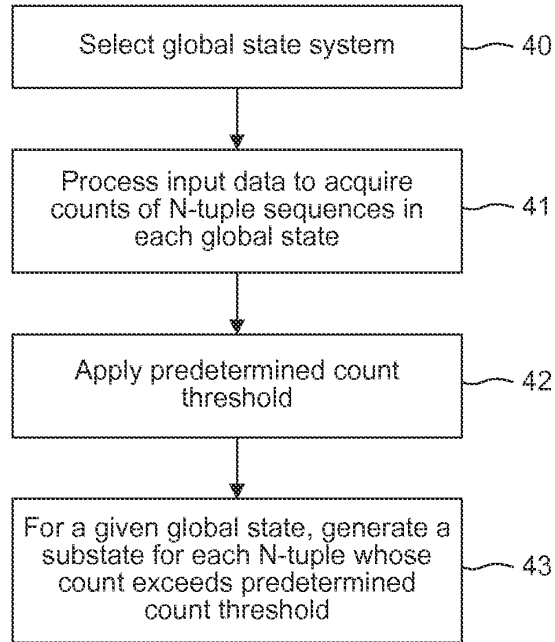 Select global state system
40
Process input data to acquire
counts of N-tuple sequences in
each global state
41
Apply predetermined count
threshold
42
For a given global state, generate a
substate for each N-tuple whose
count exceeds predetermined
count threshold
43